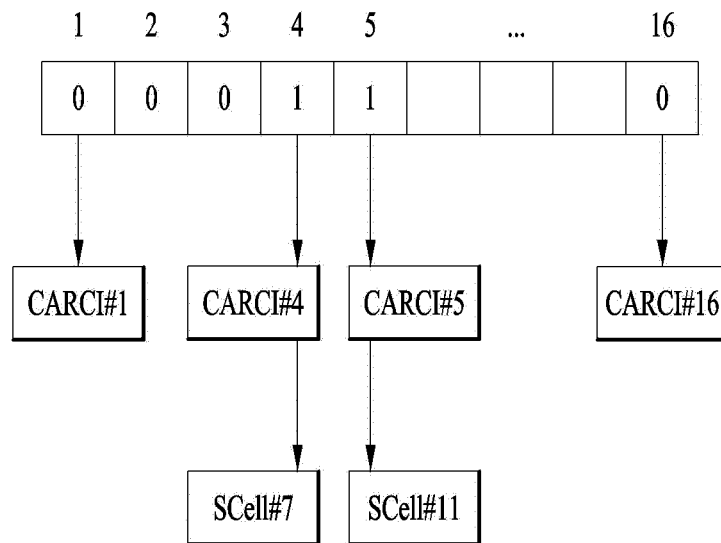 1 2 3 4 5 ... 16
0 0 0 1 1 0
CARCI#1 CARCI#4 CARCI#5 CARCI#16
SCell#7 SCell#11